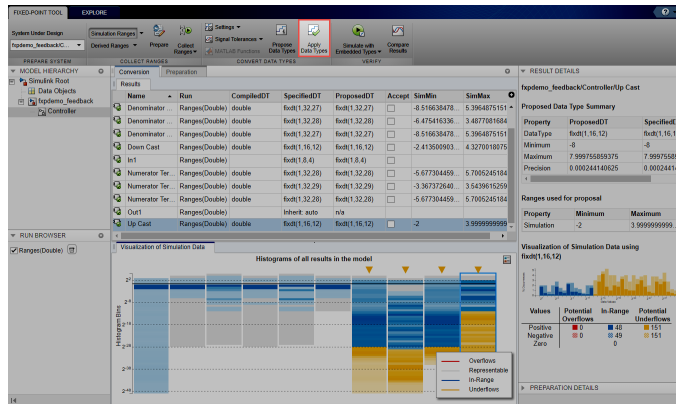 FIXED-POINT TOOL EXPLORE
System Under Design
fxpdemo_feedback/C...
PREPARE SYSTEM
Simulation Ranges
Derived Ranges
Prepare
Collect
Ranges
COLLECT RANGES
Settings
Signal Tolerances
MATLAB Functions
Propose
Data Types
Apply
Data Types
CONVERT DATA TYPES
Simulate with
Embedded Types
Compare
Results
VERIFY
MODEL HIERARCHY
Simulink Root
Data Objects
fxpdemo_feedback
Controller
RUN BROWSER
Ranges(Double)
Conversion Preparation
Results
Name Run CompiledDT SpecifiedDT ProposedDT Accept SimMin SimMax
Denominator ... Ranges(Double) double fixdt(1,32,27) fixdt(1,32,27) -8.516638478... 5.3964875151
Denominator ... Ranges(Double) double fixdt(1,32,28) fixdt(1,32,28) -6.475416336... 3.4877081684
Denominator ... Ranges(Double) double fixdt(1,32,27) fixdt(1,32,27) -8.516638478... 5.3964875151
Down Cast Ranges(Double) double fixdt(1,16,12) fixdt(1,16,12) -2.413500903... 4.3270018075
In1 Ranges(Double) fixdt(1,8,4) fixdt(1,8,4)
Numerator Ter... Ranges(Double) double fixdt(1,32,28) fixdt(1,32,28) -5.677304459... 5.7005245184
Numerator Ter... Ranges(Double) double fixdt(1,32,29) fixdt(1,32,29) -3.367372640... 3.5439615259
Numerator Ter... Ranges(Double) double fixdt(1,32,28) fixdt(1,32,28) -5.677304459... 5.7005245184
Out1 Ranges(Double) Inherit: auto n/a
Up Cast Ranges(Double) double fixdt(1,16,12) fixdt(1,16,12) -2 3.9999999999
Visualization of Simulation Data
Histograms of all results in the model
Histogram Bins
Overflows
Representable
In-Range
Underflows
RESULT DETAILS
fxpdemo_feedback/Controller/Up
Cast
Proposed Data Type Summary
Property ProposedDT SpecifiedD
DataType fixdt(1,16,12) fixdt(1,16,
Minimum -8 -8
Maximum 7.999755859375 7.9997558
Precision 0.000244140625 0.0002441
Ranges used for proposal
Property Minimum Maximum
Simulation -2 3.99999999
Visualization of Simulation Data using
fixdt(1,16,12)
Values Potential Overflows In-Range Potential Underflows
Positive 0 48 151
Negative 0 49 151
Zero 0
PREPARATION DETAILS